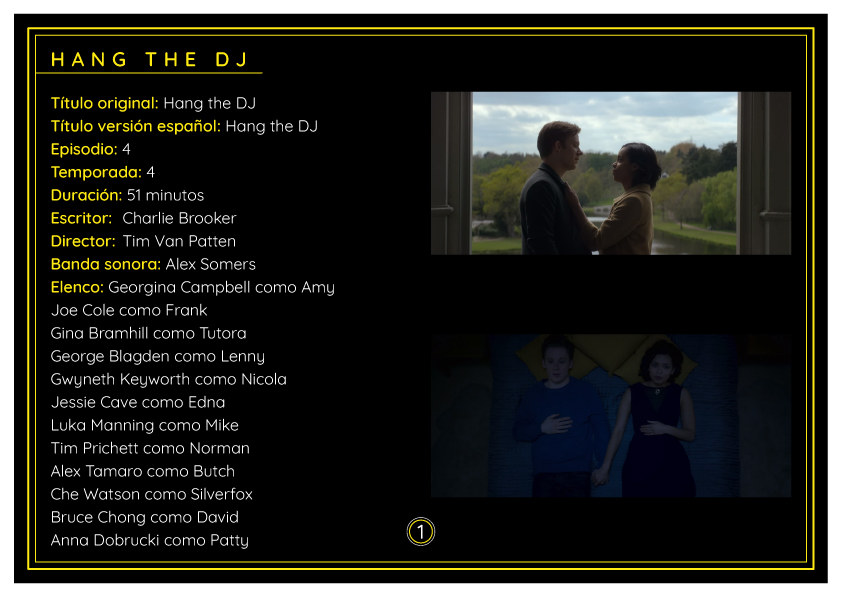 HANG THE DJ
Título original: Hang the DJ
Título versión español: Hang the DJ
Episodio: 4
Temporada: 4
Duración: 51 minutos
Escritor: Charlie Brooker
Director: Tim Van Patten
Banda sonora: Alex Somers
Elenco: Georgina Campbell como Amy
Joe Cole como Frank
Gina Bramhill como Tutora
George Blagden como Lenny
Gwyneth Keyworth como Nicola
Jessie Cave como Edna
Luka Manning como Mike
Tim Prichett como Norman
Alex Tamaro como Butch
Che Watson como Silverfox
Bruce Chong como David
Anna Dobrucki como Patty
1